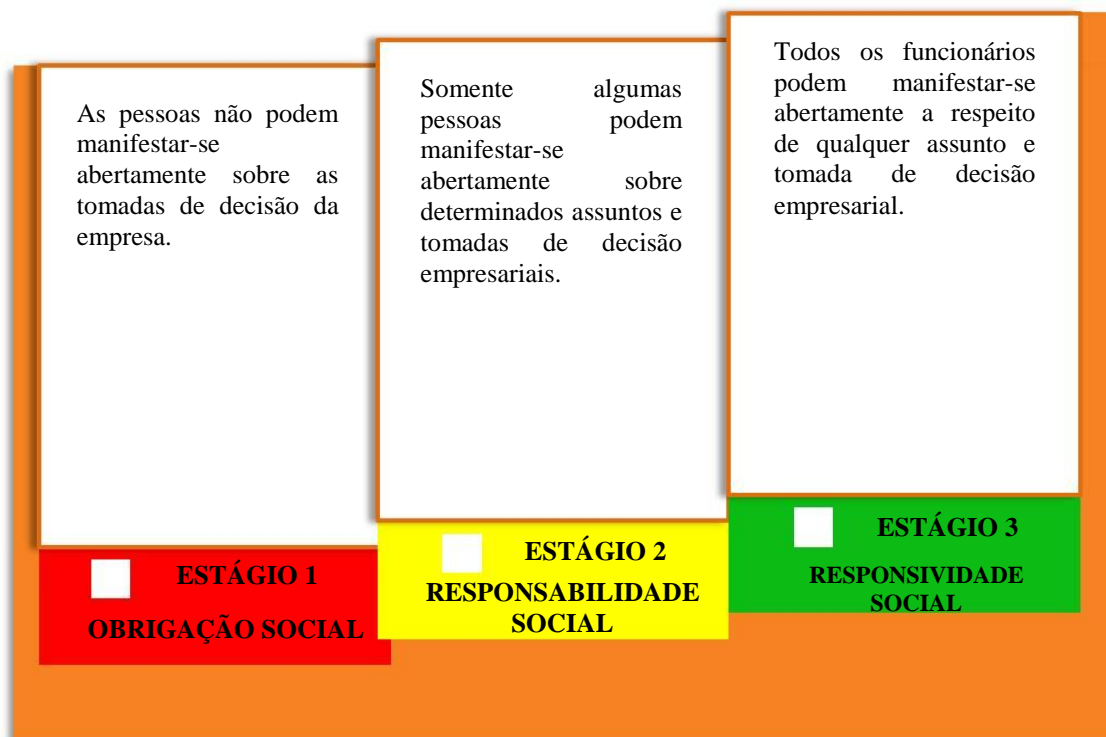 As pessoas não podem
manifestar-se
abertamente sobre as
tomadas de decisão da
empresa.
ESTÁGIO 1
OBRIGAÇÃO SOCIAL
Somente algumas
pessoas podem
manifestar-se
abertamente sobre
determinados assuntos e
tomadas de decisão
empresariais.
ESTÁGIO 2
RESPONSABILIDADE
SOCIAL
Todos os funcionários
podem manifestar-se
abertamente a respeito
de qualquer assunto e
tomada de decisão
empresarial.
ESTÁGIO 3
RESPONSIVIDADE
SOCIAL